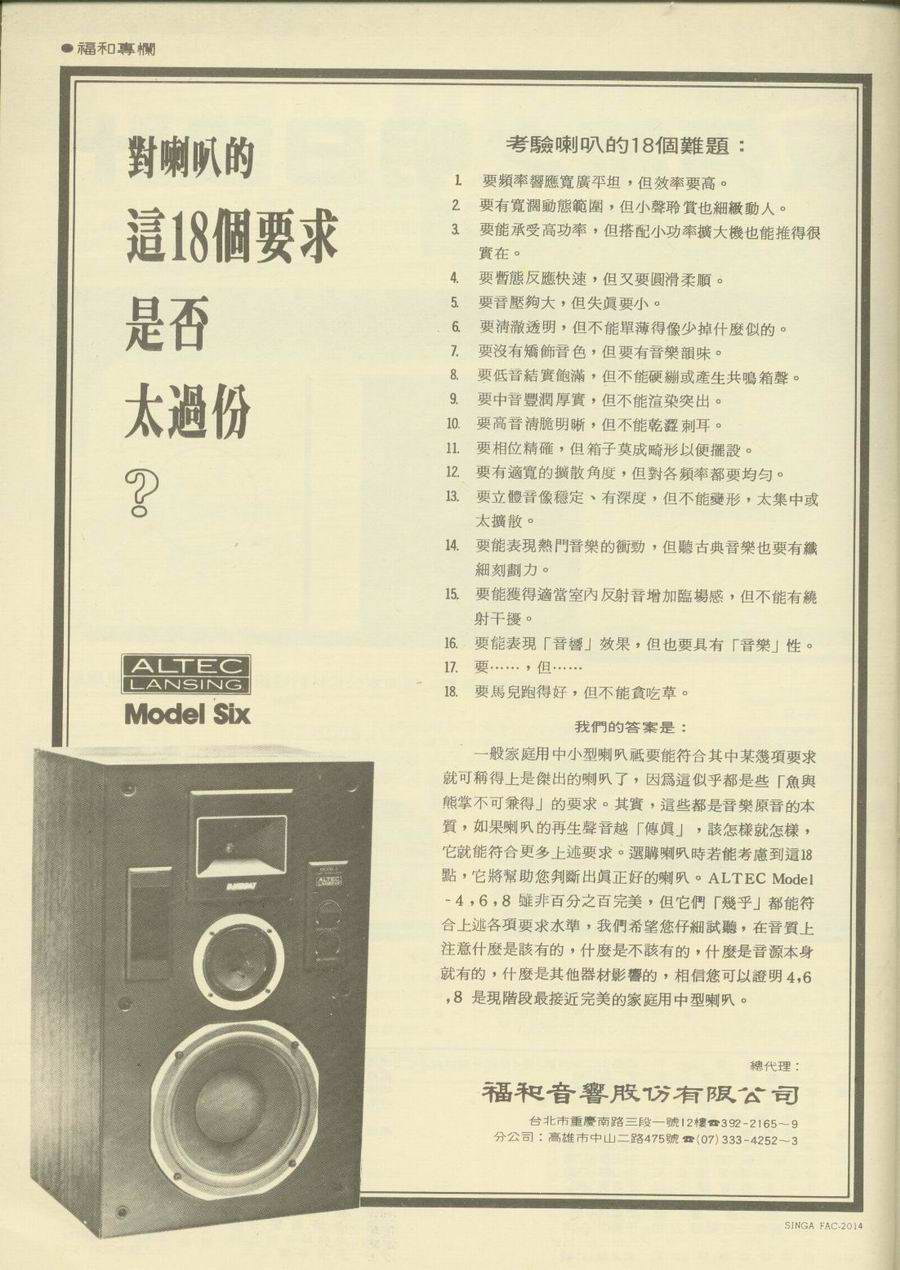 ●福和專欄
對喇叭的
這18個要求
是否
太過份
?
考驗喇叭的18個難題：
1. 要頻率響應寬廣平坦，但效率要高。
2. 要有寬濶動態範圍，但小聲聆賞也細緻動人。
3. 要能承受高功率，但搭配小功率擴大機也能推得很
實在。
4. 要暫態反應快速，但又要圓滑柔順。
5. 要音壓夠大，但失眞要小。
6. 要清澈透明，但不能單薄得像少掉什麼似的。
7. 要沒有矯飾音色，但要有音樂韻味。
8. 要低音結實飽滿，但不能硬繃或產生共鳴箱聲。
9. 要中音豐潤厚實，但不能渲染突出。
10. 要高音清脆明晰，但不能乾澀刺耳。
11. 要相位精確，但箱子莫成畸形以便擺設。
12. 要有適寬的擴散角度，但對各頻率都要均勻。
13. 要立體音像穩定、有深度，但不能變形，太集中或
太擴散。
14. 要能表現熱門音樂的衝勁，但聽古典音樂也要有纖
細刻劃力。
15. 要能獲得適當室內反射音增加臨場感，但不能有繞
射干擾。
16. 要能表現「音響」效果，但也要具有「音樂」性。
17. 要……，但……
18. 要馬兒跑得好，但不能貪吃草。
我們的答案是：
一般家庭用中小型喇叭祗要能符合其中某幾項要求
就可稱得上是傑出的喇叭了，因爲這似乎都是些「魚與
熊掌不可兼得」的要求。其實，這些都是音樂原音的本
質，如果喇叭的再生聲音越「傳眞」，該怎樣就怎樣，
它就能符合更多上述要求。選購喇叭時若能考慮到這18
點，它將幫助您判斷出眞正好的喇叭。ALTEC Model
-4，6，8 雖非百分之百完美，但它們「幾乎」都能符
合上述各項要求水準，我們希望您仔細試聽，在音質上
注意什麼是該有的，什麼是不該有的，什麼是音源本身
就有的，什麼是其他器材影響的，相信您可以證明4,6
,8 是現階段最接近完美的家庭用中型喇叭。
ALTEC
LANSING
Model Six
ALTEC
LANSING
總代理：
福和音響股份有限公司
台北市重慶南路三段一號12樓☎392-2165～9
分公司：高雄市中山二路475號☎(07)333-4252～3
SINGA FAC-2014